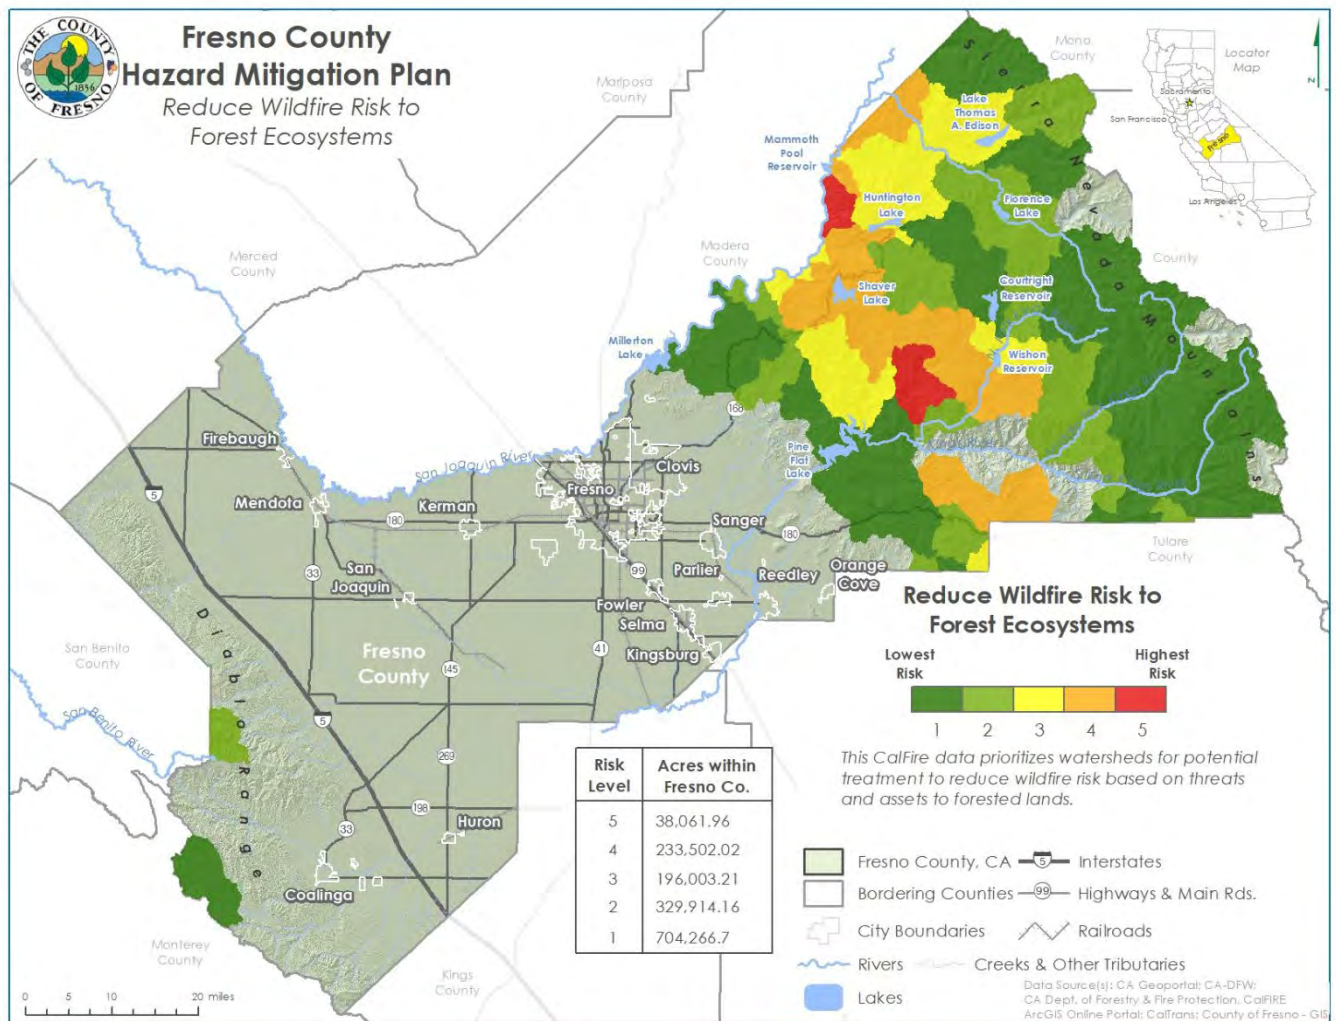 THE COUNTY OF FRESNO
1856
Fresno County
Hazard Mitigation Plan
Reduce Wildfire Risk to
Forest Ecosystems
Mariposa
County
Mono
County
Locator
Map
N
Sacramento
San Francisco
Fresno
Los Angeles
Sierra Nevada Mountains
Lake
Thomas
A. Edison
Mammoth
Pool
Reservoir
Huntington
Lake
Florence
Lake
Merced
County
Madera
County
County
Shaver
Lake
Courtright
Reservoir
Millerton
Lake
Wishon
Reservoir
168
Firebaugh
San Joaquin River
Clovis
Pine
Flat
Lake
Kings River
5
Mendota
Kerman
Fresno
180
Sanger
180
Tulare
County
33
San
Joaquin
99
Parlier
Reedley
Orange
Cove
Fowler
Selma
Kingsburg
Diablo Range
San Benito
County
Fresno
County
145
41
San Benito River
5
269
198
33
Huron
Coalinga
Monterey
County
Kings
County
0 5 10 20 miles
Reduce Wildfire Risk to
Forest Ecosystems
Lowest
Risk
Highest
Risk
1 2 3 4 5
This CalFire data prioritizes watersheds for potential
treatment to reduce wildfire risk based on threats
and assets to forested lands.
Risk
Level
Acres within
Fresno Co.
5 38,061.96
4 233,502.02
3 196,003.21
2 329,914.16
1 704,266.7
Fresno County, CA
5 Interstates
Bordering Counties
99 Highways & Main Rds.
City Boundaries
Railroads
Rivers
Creeks & Other Tributaries
Lakes
Data Source(s): CA Geoportal; CA-DFW;
CA Dept. of Forestry & Fire Protection, CalFIRE
ArcGIS Online Portal; CalTrans; County of Fresno - GIS